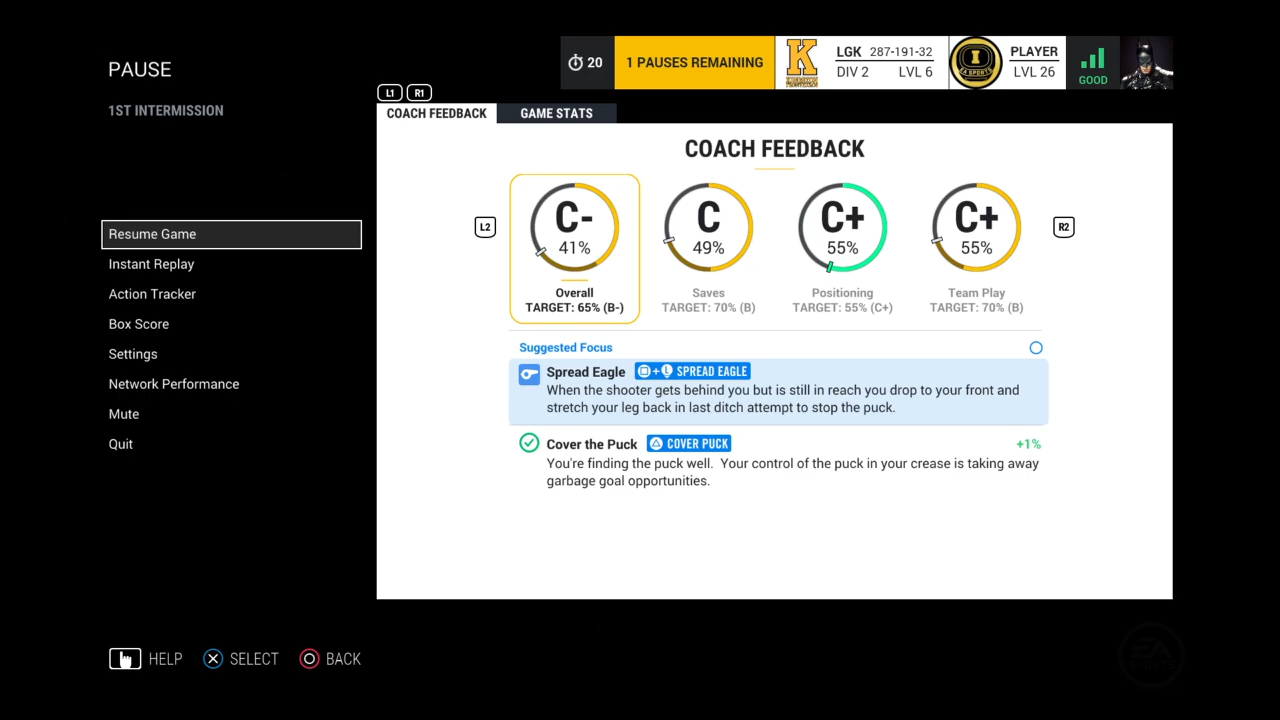 PAUSE
1ST INTERMISSION
20
1 PAUSES REMAINING
K
LGK 287-191-32
DIV 2 LVL 6
I
EA SPORTS
PLAYER
LVL 26
GOOD
L1 R1
COACH FEEDBACK GAME STATS
COACH FEEDBACK
L2
C-
41%
Overall
TARGET: 65% (B-)
C
49%
Saves
TARGET: 70% (B)
C+
55%
Positioning
TARGET: 55% (C+)
C+
55%
Team Play
TARGET: 70% (B)
R2
Resume Game
Instant Replay
Action Tracker
Box Score
Settings
Network Performance
Mute
Quit
Suggested Focus
Spread Eagle + L SPREAD EAGLE
When the shooter gets behind you but is still in reach you drop to your front and
stretch your leg back in last ditch attempt to stop the puck.
Cover the Puck COVER PUCK +1%
You're finding the puck well. Your control of the puck in your crease is taking away
garbage goal opportunities.
HELP SELECT BACK
EA
SPORTS